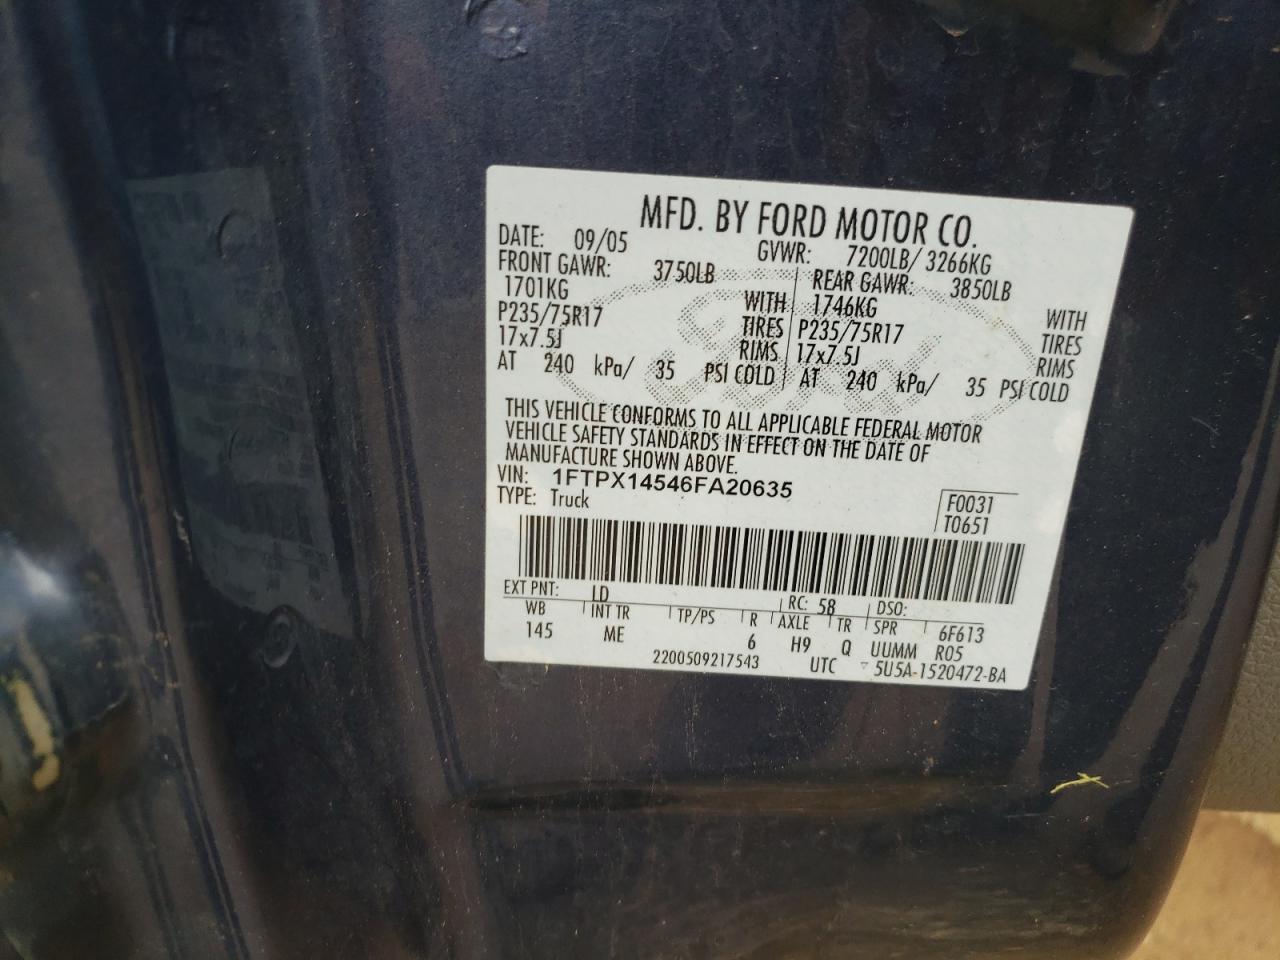 MFD. BY FORD MOTOR CO.
DATE: 09/05 GVWR: 7200LB/ 3266KG
FRONT GAWR: 3750LB REAR GAWR: 3850LB
1701KG WITH 1746KG WITH
P235/75R17 TIRES P235/75R17 TIRES
17x7.5J RIMS 17x7.5J RIMS
AT 240 kPa/ 35 PSI COLD AT 240 kPa/ 35 PSI COLD
THIS VEHICLE CONFORMS TO ALL APPLICABLE FEDERAL MOTOR
VEHICLE SAFETY STANDARDS IN EFFECT ON THE DATE OF
MANUFACTURE SHOWN ABOVE.
VIN: 1FTPX14546FA20635
TYPE: Truck F0031
T0651
EXT PNT: LD RC: 58 DSO:
WB INT TR TP/PS R AXLE TR SPR 6F613
145 ME 6 H9 Q UUMM R05
2200509217543 UTC ▽ 5U5A-1520472-BA